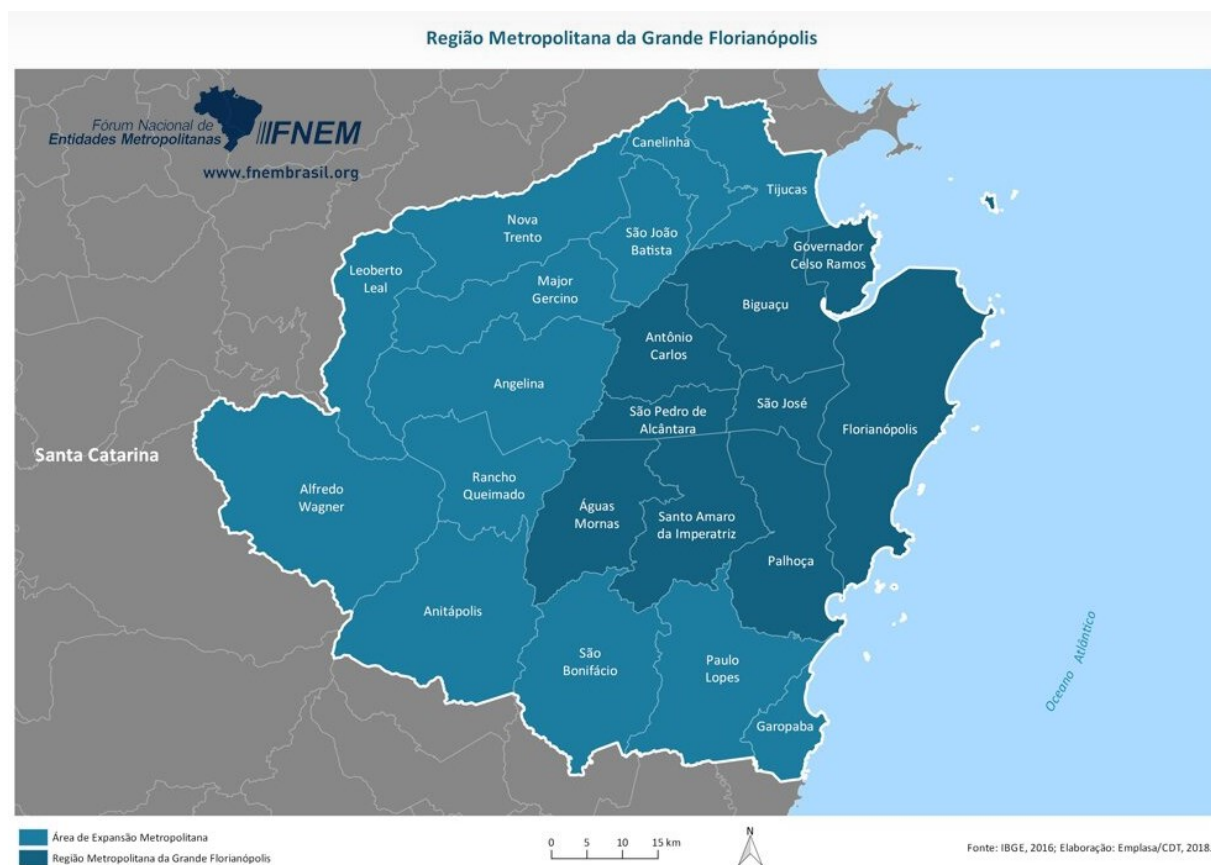 Região Metropolitana da Grande Florianópolis
Fórum Nacional de
Entidades Metropolitanas
FNEM
www.fnembrasil.org
Canelinha
Tijucas
Nova
Trento
São João
Batista
Governador
Celso Ramos
Leoberto
Leal
Major
Gercino
Biguaçu
Antônio
Carlos
Angelina
São José
São Pedro de
Alcântara
Florianópolis
Santa Catarina
Alfredo
Wagner
Rancho
Queimado
Águas
Mornas
Santo Amaro
da Imperatriz
Palhoça
Anitápolis
São
Bonifácio
Paulo
Lopes
Garopaba
Oceano Atlântico
Área de Expansão Metropolitana
Região Metropolitana da Grande Florianópolis
0 5 10 15 km
N
Fonte: IBGE, 2016; Elaboração: Emplasa/CDT, 2018.